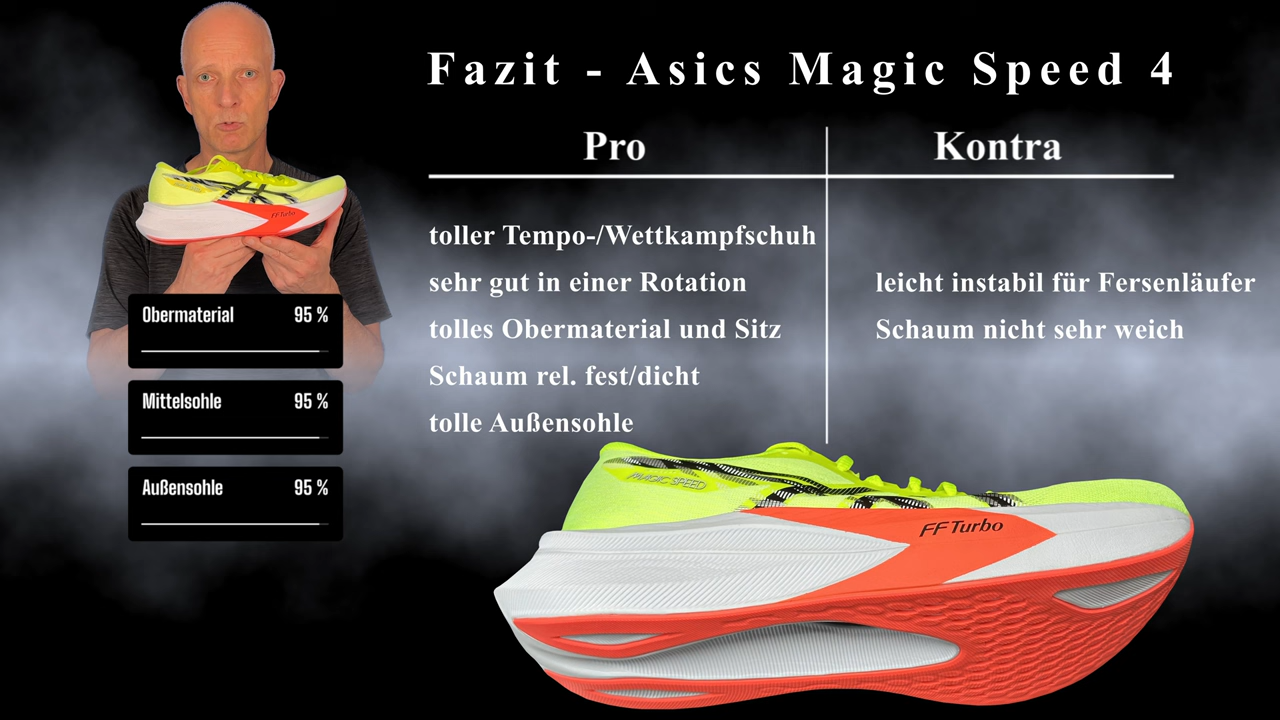 Fazit - Asics Magic Speed 4
Pro
Kontra
toller Tempo-/Wettkampfschuh
sehr gut in einer Rotation
tolles Obermaterial und Sitz
Schaum rel. fest/dicht
tolle Außensohle
leicht instabil für Fersenläufer
Schaum nicht sehr weich
FF Turbo
Obermaterial 95 %
Mittelsohle 95 %
Außensohle 95 %
MAGIC SPEED
FF Turbo